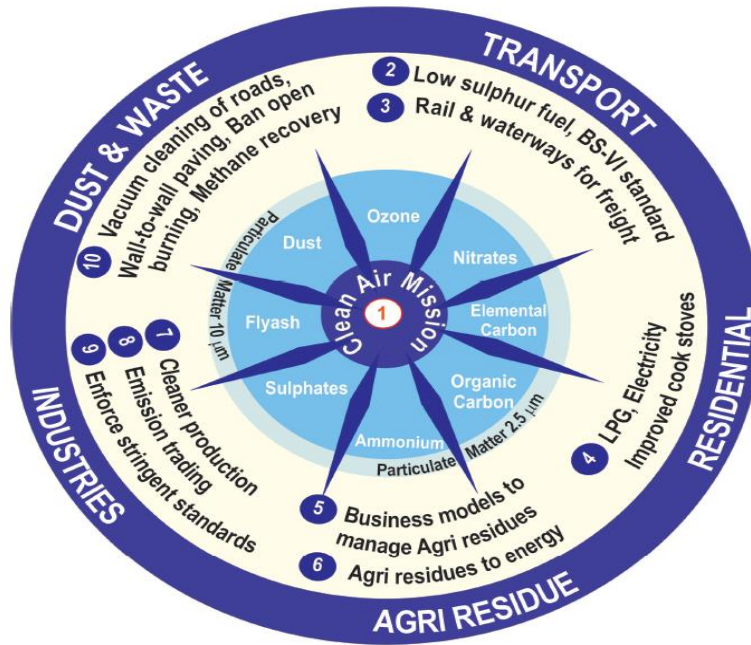 TRANSPORT
2 Low sulphur fuel, BS-VI standard
3 Rail & waterways for freight
RESIDENTIAL
4 LPG, Electricity
Improved cook stoves
AGRI RESIDUE
5 Business models to
manage Agri residues
6 Agri residues to energy
INDUSTRIES
7 Cleaner production
8 Emission trading
9 Enforce stringent standards
DUST & WASTE
10 Vacuum cleaning of roads,
Wall-to-wall paving, Ban open
burning, Methane recovery
Clean Air Mission
1
Ozone
Nitrates
Elemental
Carbon
Organic
Carbon
Ammonium
Sulphates
Flyash
Dust
Particulate Matter 2.5 µm
Particulate Matter 10 µm